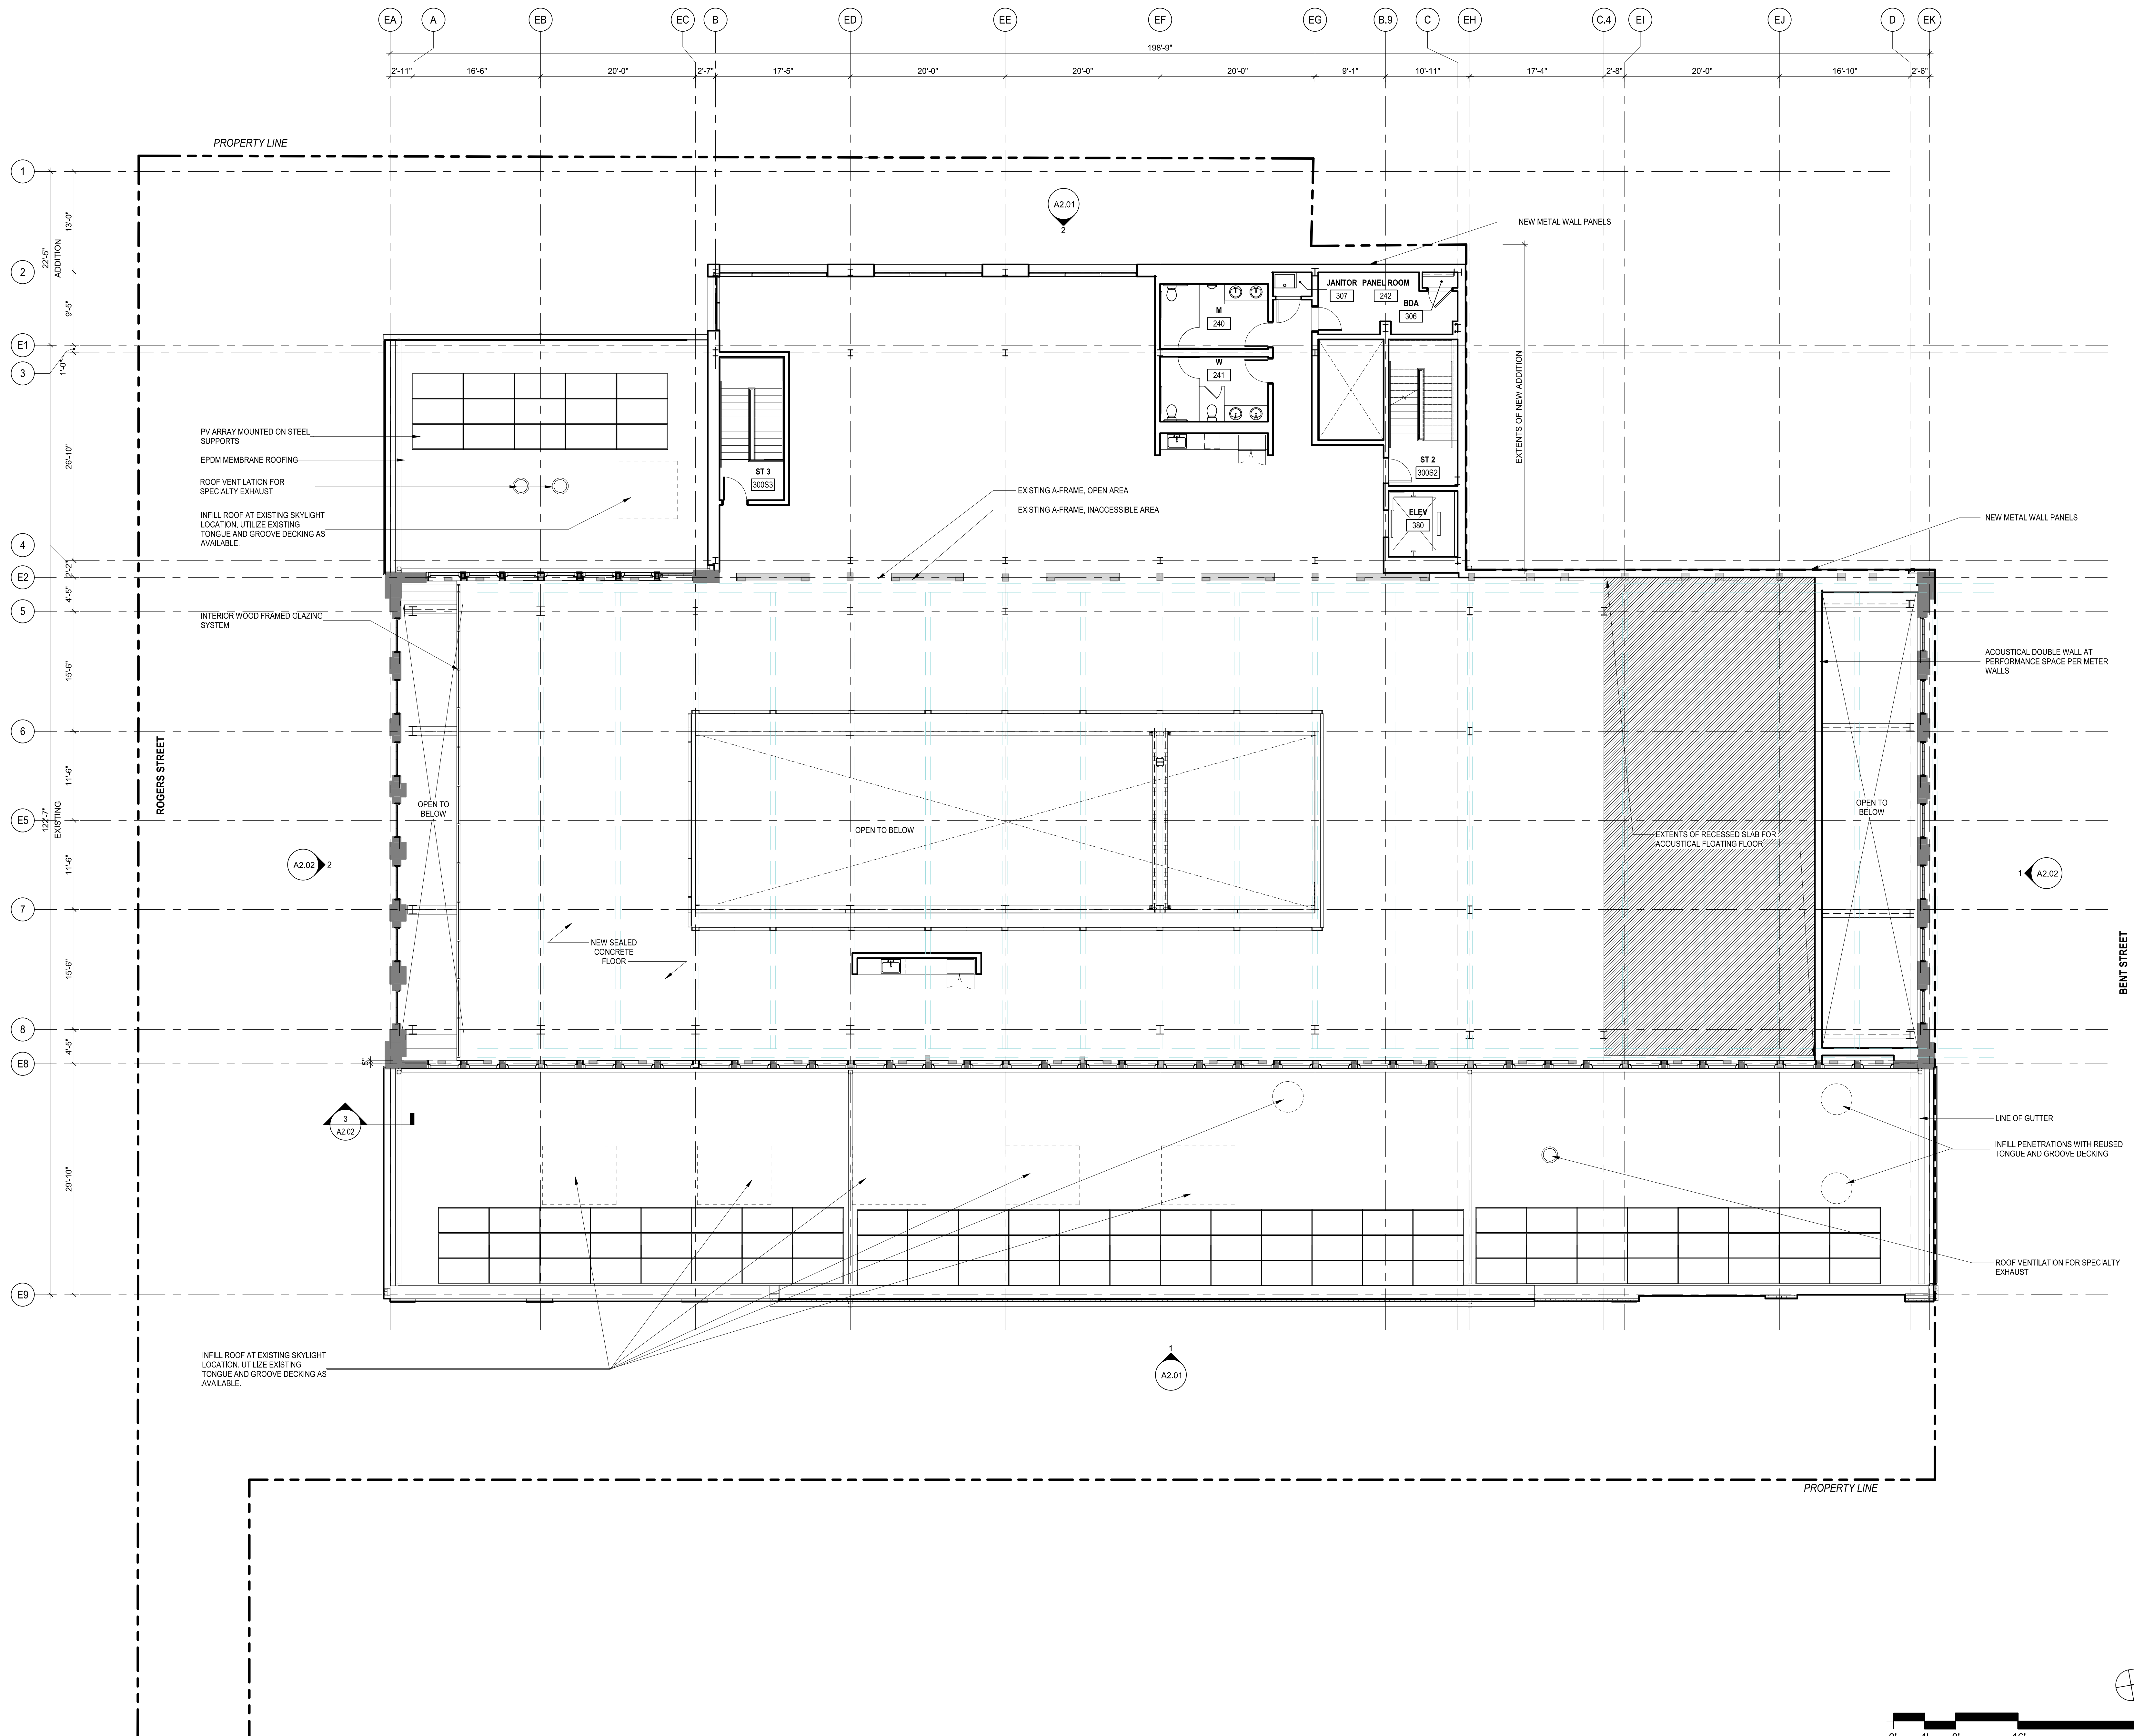 EA A EB EC B ED EE EF EG B.9 C EH C.4 EI EJ D EK
198'-9"
2'-11" 16'-6" 20'-0" 2'-7" 17'-5" 20'-0" 20'-0" 20'-0" 9'-1" 10'-11" 17'-4" 2'-8" 20'-0" 16'-10" 2'-6"
PROPERTY LINE
1
13'-0"
A2.01
2
NEW METAL WALL PANELS
22'-5"
ADDITION
2
9'-5"
JANITOR
307
PANEL ROOM
242
BDA
306
M
240
E1
3
1'-0"
W
241
EXTENTS OF NEW ADDITION
26'-10"
PV ARRAY MOUNTED ON STEEL
SUPPORTS
EPDM MEMBRANE ROOFING
ROOF VENTILATION FOR
SPECIALTY EXHAUST
INFILL ROOF AT EXISTING SKYLIGHT
LOCATION. UTILIZE EXISTING
TONGUE AND GROOVE DECKING AS
AVAILABLE.
ST 3
300S3
ST 2
300S2
EXISTING A-FRAME, OPEN AREA
EXISTING A-FRAME, INACCESSIBLE AREA
ELEV
380
NEW METAL WALL PANELS
4
2'-2"
E2
4'-5"
5
INTERIOR WOOD FRAMED GLAZING
SYSTEM
15'-6"
ACOUSTICAL DOUBLE WALL AT
PERFORMANCE SPACE PERIMETER
WALLS
6
ROGERS STREET
11'-6"
OPEN TO
BELOW
OPEN TO BELOW
OPEN TO
BELOW
E5
122'-7"
EXISTING
EXTENTS OF RECESSED SLAB FOR
ACOUSTICAL FLOATING FLOOR
11'-6"
A2.02
2
1
A2.02
7
NEW SEALED
CONCRETE
FLOOR
15'-6"
BENT STREET
8
4'-5"
E8
5"
3
A2.02
LINE OF GUTTER
INFILL PENETRATIONS WITH REUSED
TONGUE AND GROOVE DECKING
29'-10"
ROOF VENTILATION FOR SPECIALTY
EXHAUST
E9
INFILL ROOF AT EXISTING SKYLIGHT
LOCATION. UTILIZE EXISTING
TONGUE AND GROOVE DECKING AS
AVAILABLE.
1
A2.01
PROPERTY LINE